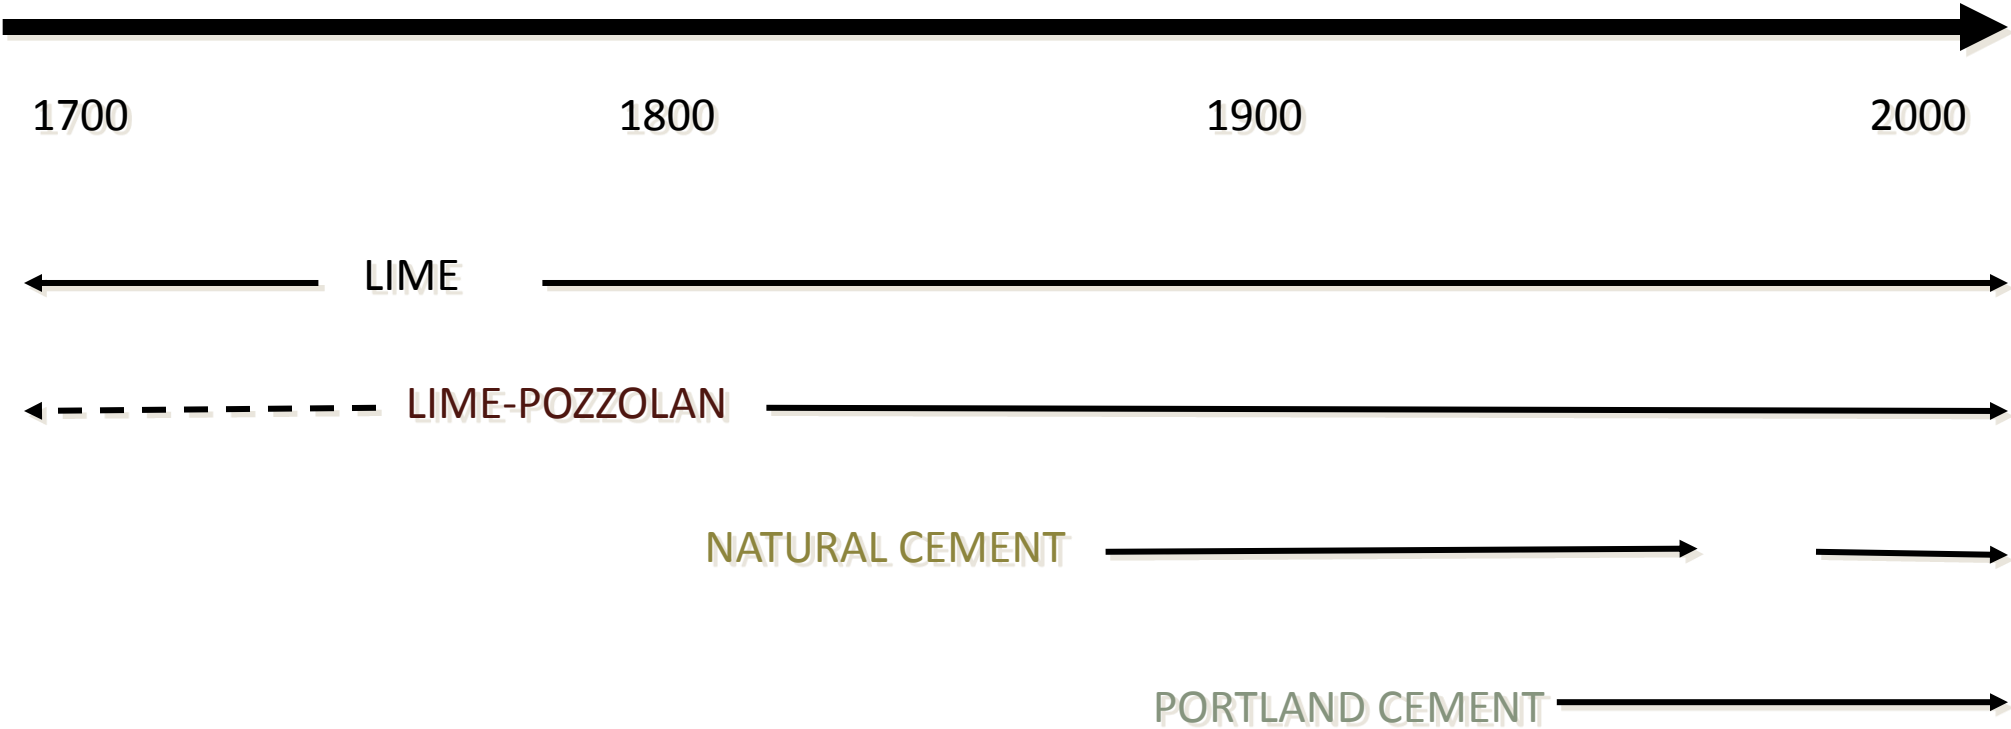 1700 1800 1900 2000
LIME
LIME-POZZOLAN
NATURAL CEMENT
PORTLAND CEMENT